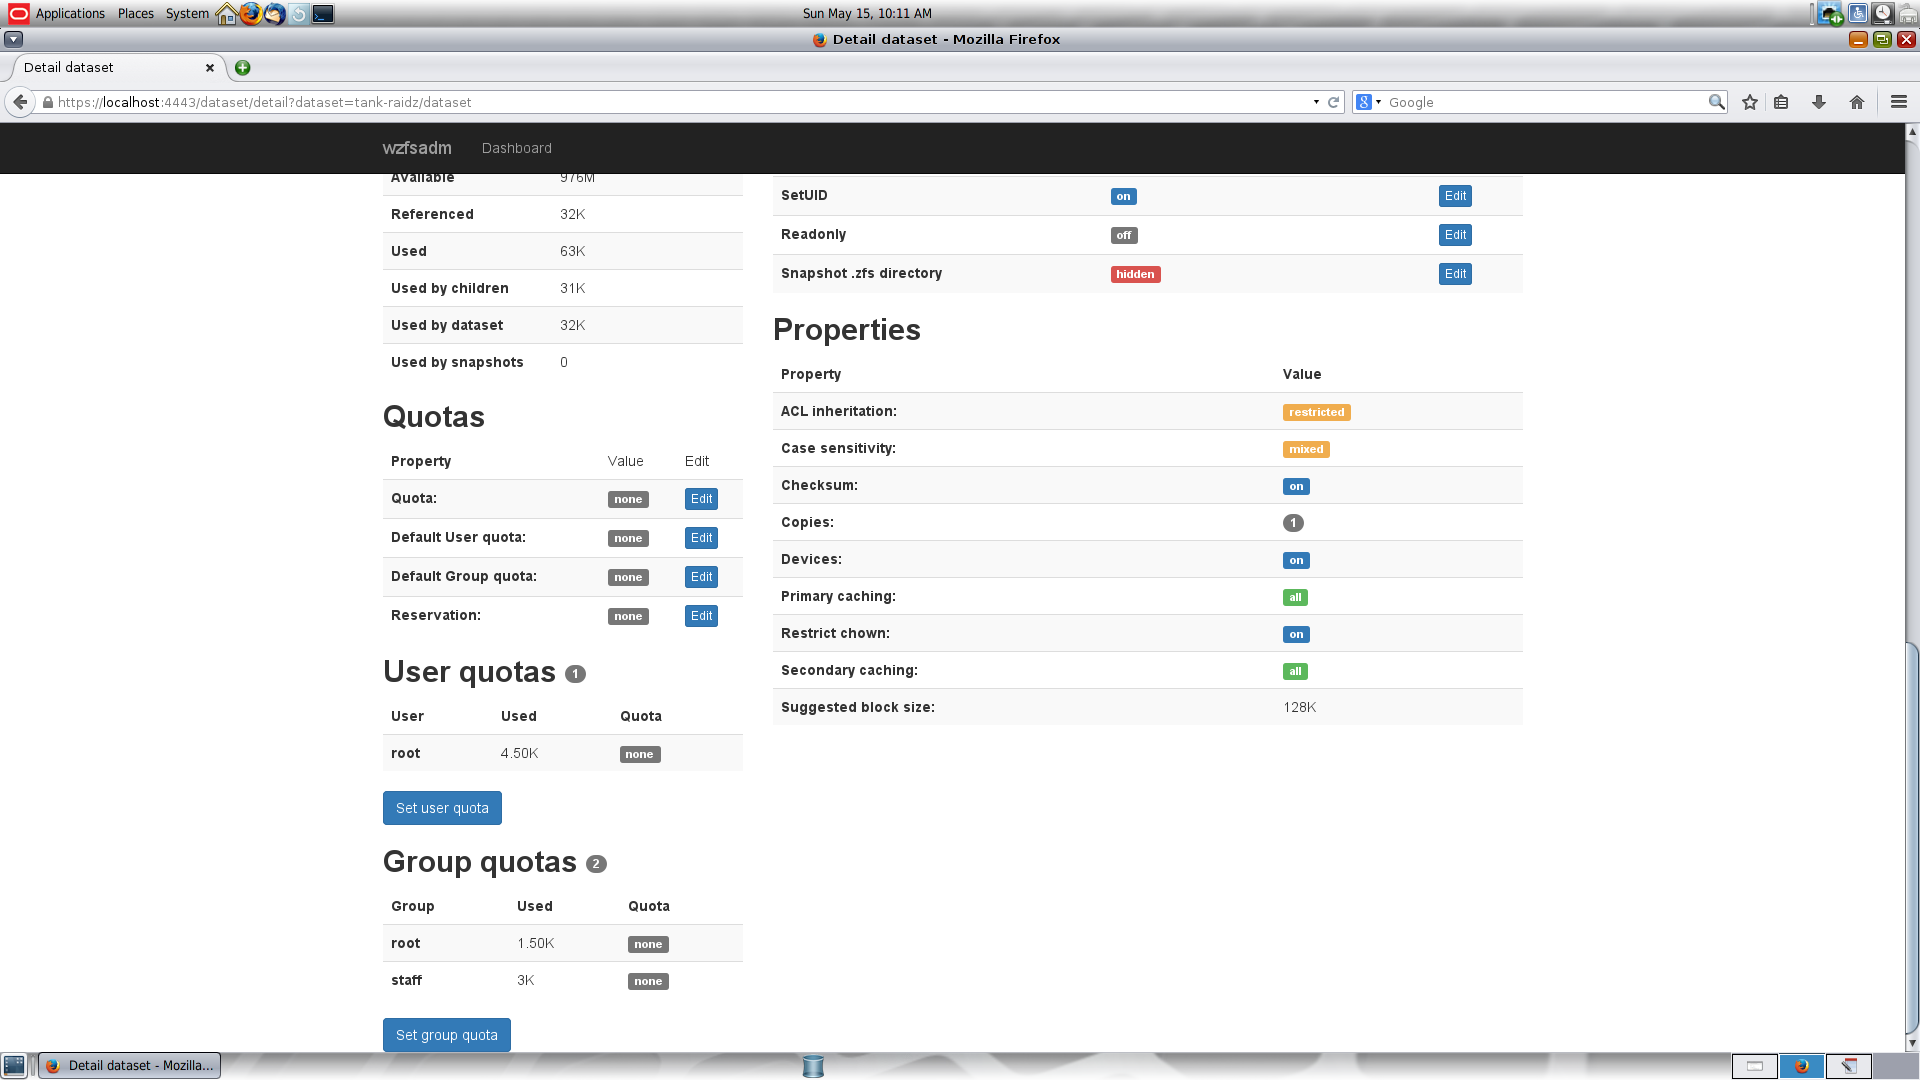 Applications Places System
Sun May 15, 10:11 AM
Detail dataset - Mozilla Firefox
Detail dataset
https://localhost:4443/dataset/detail?dataset=tank-raidz/dataset
8 Google
wzfsadm Dashboard
Available 976M
Referenced 32K
Used 63K
Used by children 31K
Used by dataset 32K
Used by snapshots 0
Quotas
Property Value Edit
Quota: none Edit
Default User quota: none Edit
Default Group quota: none Edit
Reservation: none Edit
User quotas 1
User Used Quota
root 4.50K none
Set user quota
Group quotas 2
Group Used Quota
root 1.50K none
staff 3K none
Set group quota
SetUID on Edit
Readonly off Edit
Snapshot .zfs directory hidden Edit
Properties
Property Value
ACL inheritation: restricted
Case sensitivity: mixed
Checksum: on
Copies: 1
Devices: on
Primary caching: all
Restrict chown: on
Secondary caching: all
Suggested block size: 128K
Detail dataset - Mozilla...